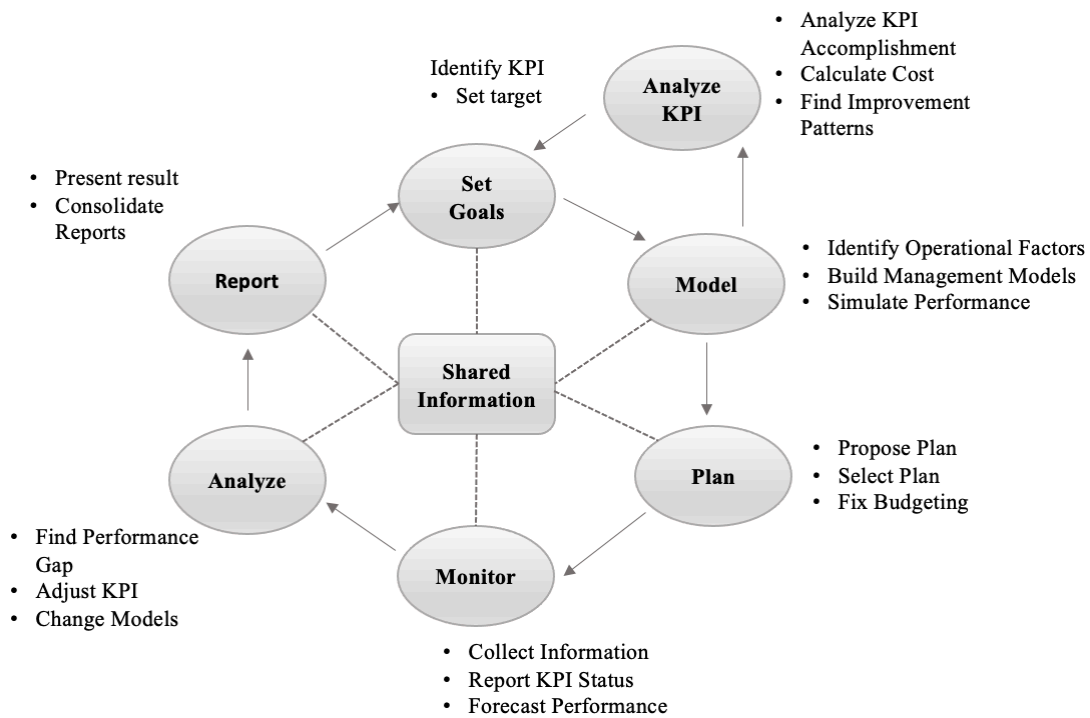 • Analyze KPI
Accomplishment
• Calculate Cost
• Find Improvement
Patterns
Analyze
KPI
Identify KPI
• Set target
Set
Goals
• Present result
• Consolidate
Reports
Report
Model
• Identify Operational Factors
• Build Management Models
• Simulate Performance
Shared
Information
Analyze
Plan
• Propose Plan
• Select Plan
• Fix Budgeting
• Find Performance
Gap
• Adjust KPI
• Change Models
Monitor
• Collect Information
• Report KPI Status
• Forecast Performance